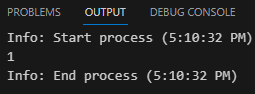 PROBLEMS OUTPUT DEBUG CONSOLE
Info: Start process (5:10:32 PM)
1
Info: End process (5:10:32 PM)